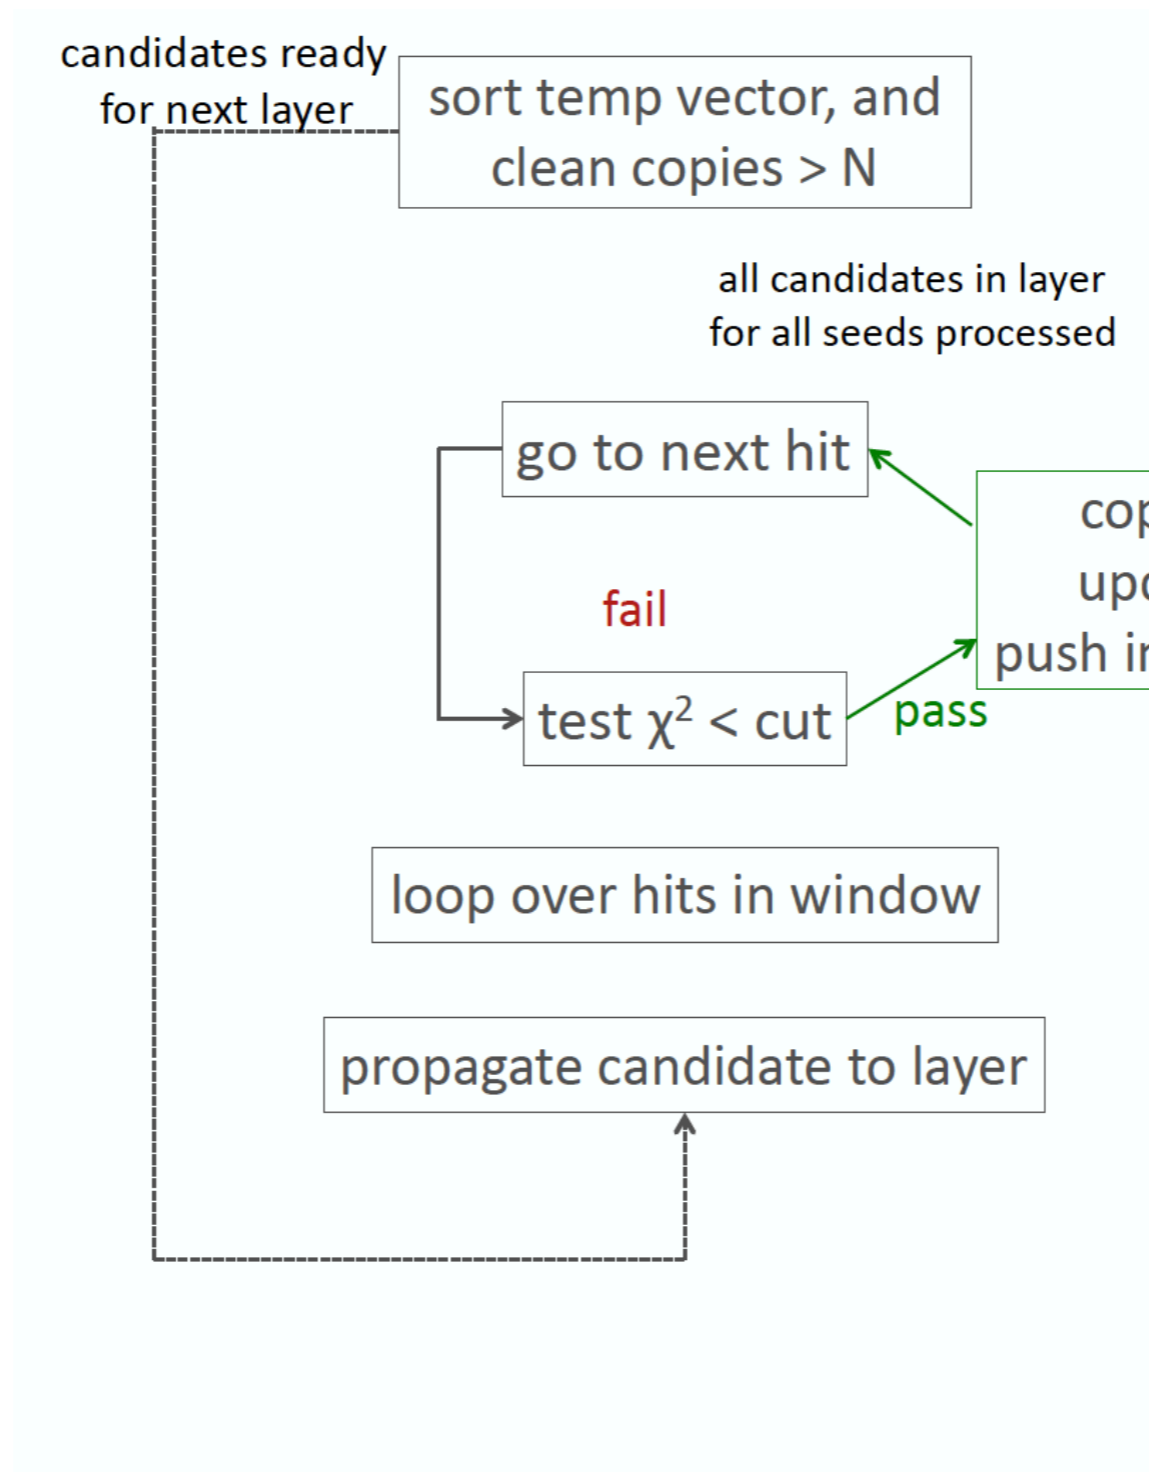 candidates ready
for next layer
sort temp vector, and
clean copies > N
all candidates in layer
for all seeds processed
go to next hit
fail
push
test χ² < cut
pass
loop over hits in window
propagate candidate to layer